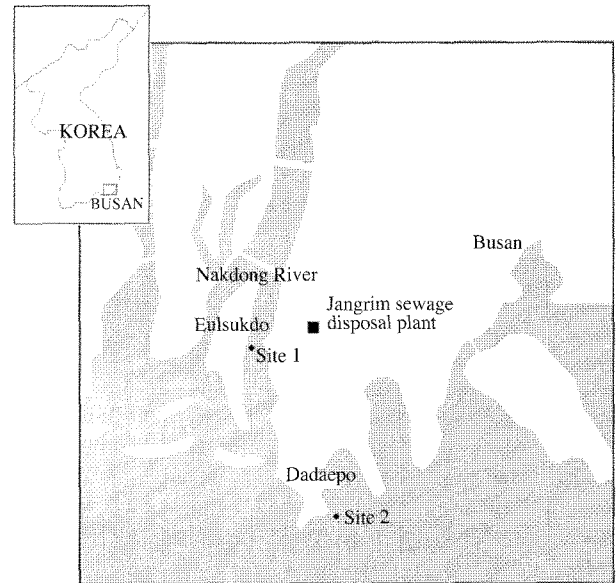 KOREA
BUSAN
Busan
Nakdong River
Jangrim sewage
disposal plant
Eulsukdo
Site 1
Dadaepo
Site 2